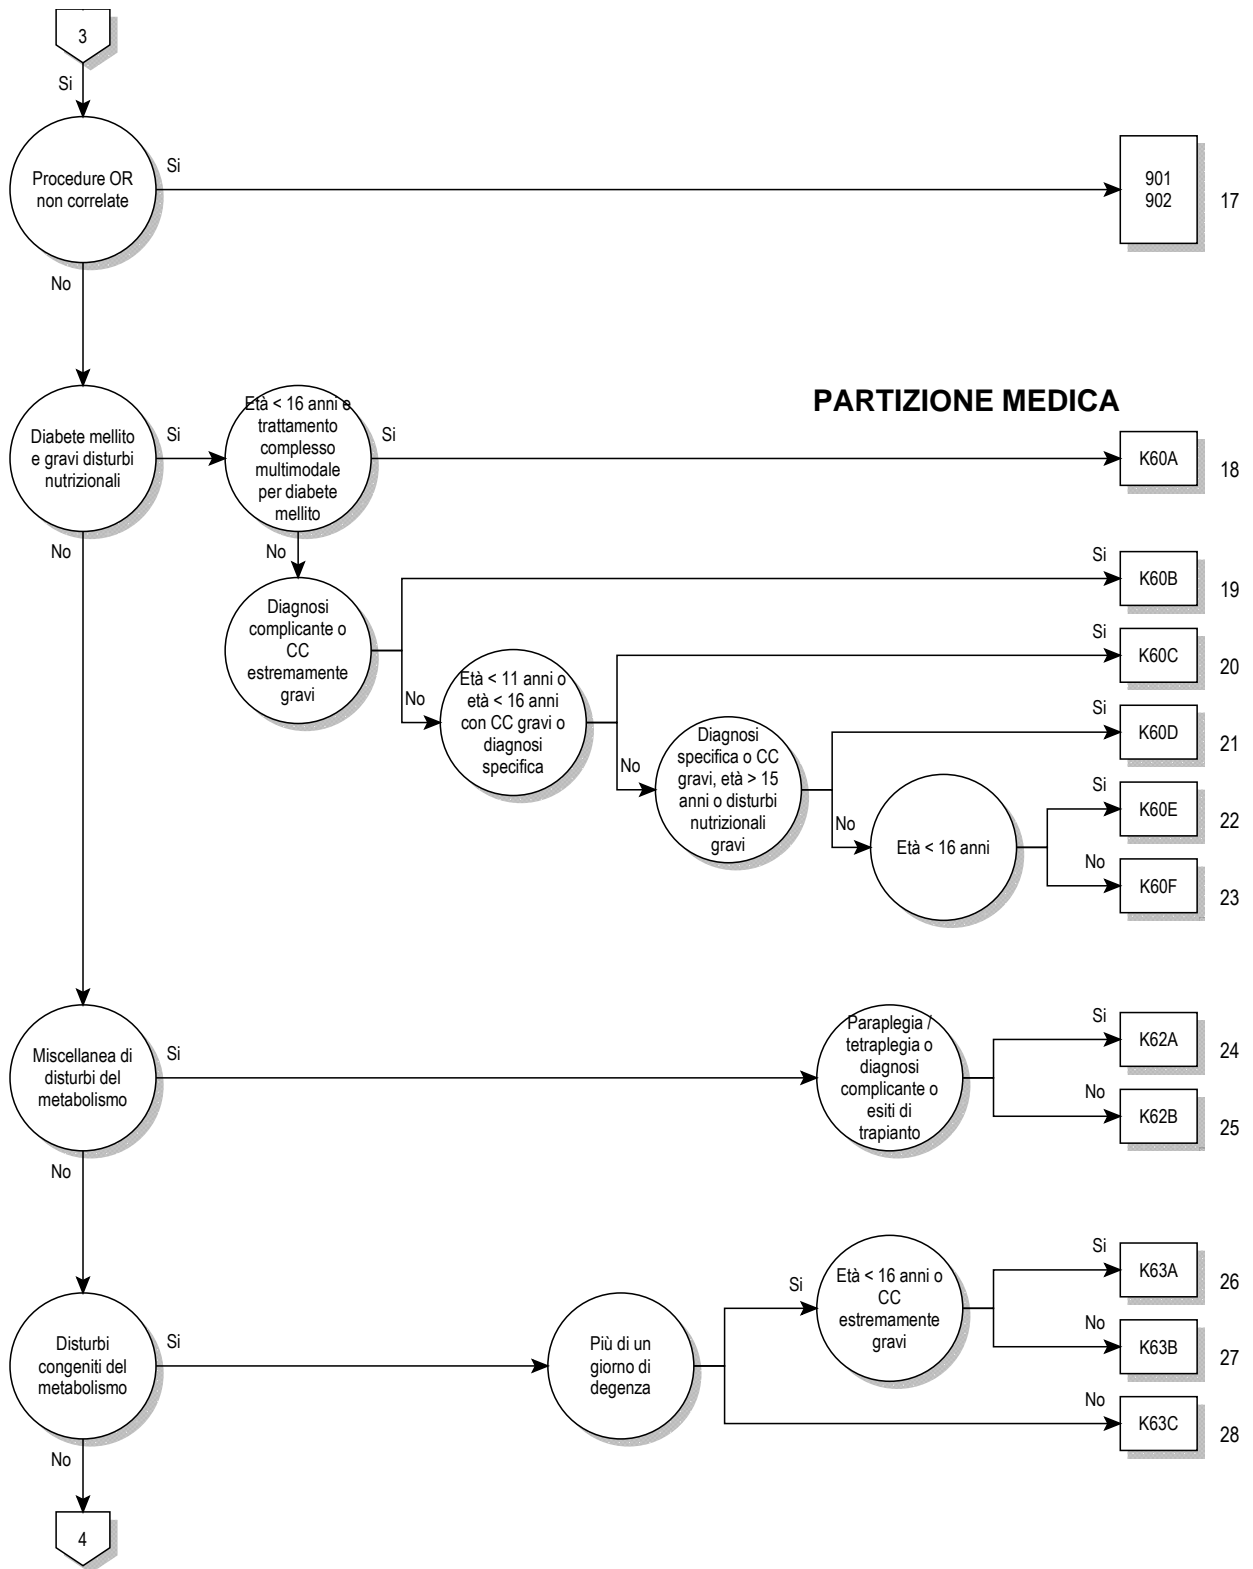 3
Si
Procedure OR
non correlate
Si
901
902
17
No
PARTIZIONE MEDICA
Diabete mellito
e gravi disturbi
nutrizionali
Si
Età < 16 anni e
trattamento
complesso
multimodale
per diabete
mellito
Si
K60A
18
No
No
Diagnosi
complicante o
CC
estremamente
gravi
Si
K60B
19
No
Età < 11 anni o
età < 16 anni
con CC gravi o
diagnosi
specifica
Si
K60C
20
No
Diagnosi
specifica o CC
gravi, età > 15
anni o disturbi
nutrizionali
gravi
Si
K60D
21
No
Età < 16 anni
Si
K60E
22
No
K60F
23
Miscellanea di
disturbi del
metabolismo
Si
Paraplegia /
tetraplegia o
diagnosi
complicante o
esiti di
trapianto
Si
K62A
24
No
K62B
25
No
Disturbi
congeniti del
metabolismo
Si
Più di un
giorno di
degenza
Si
Età < 16 anni o
CC
estremamente
gravi
Si
K63A
26
No
K63B
27
No
K63C
28
No
4